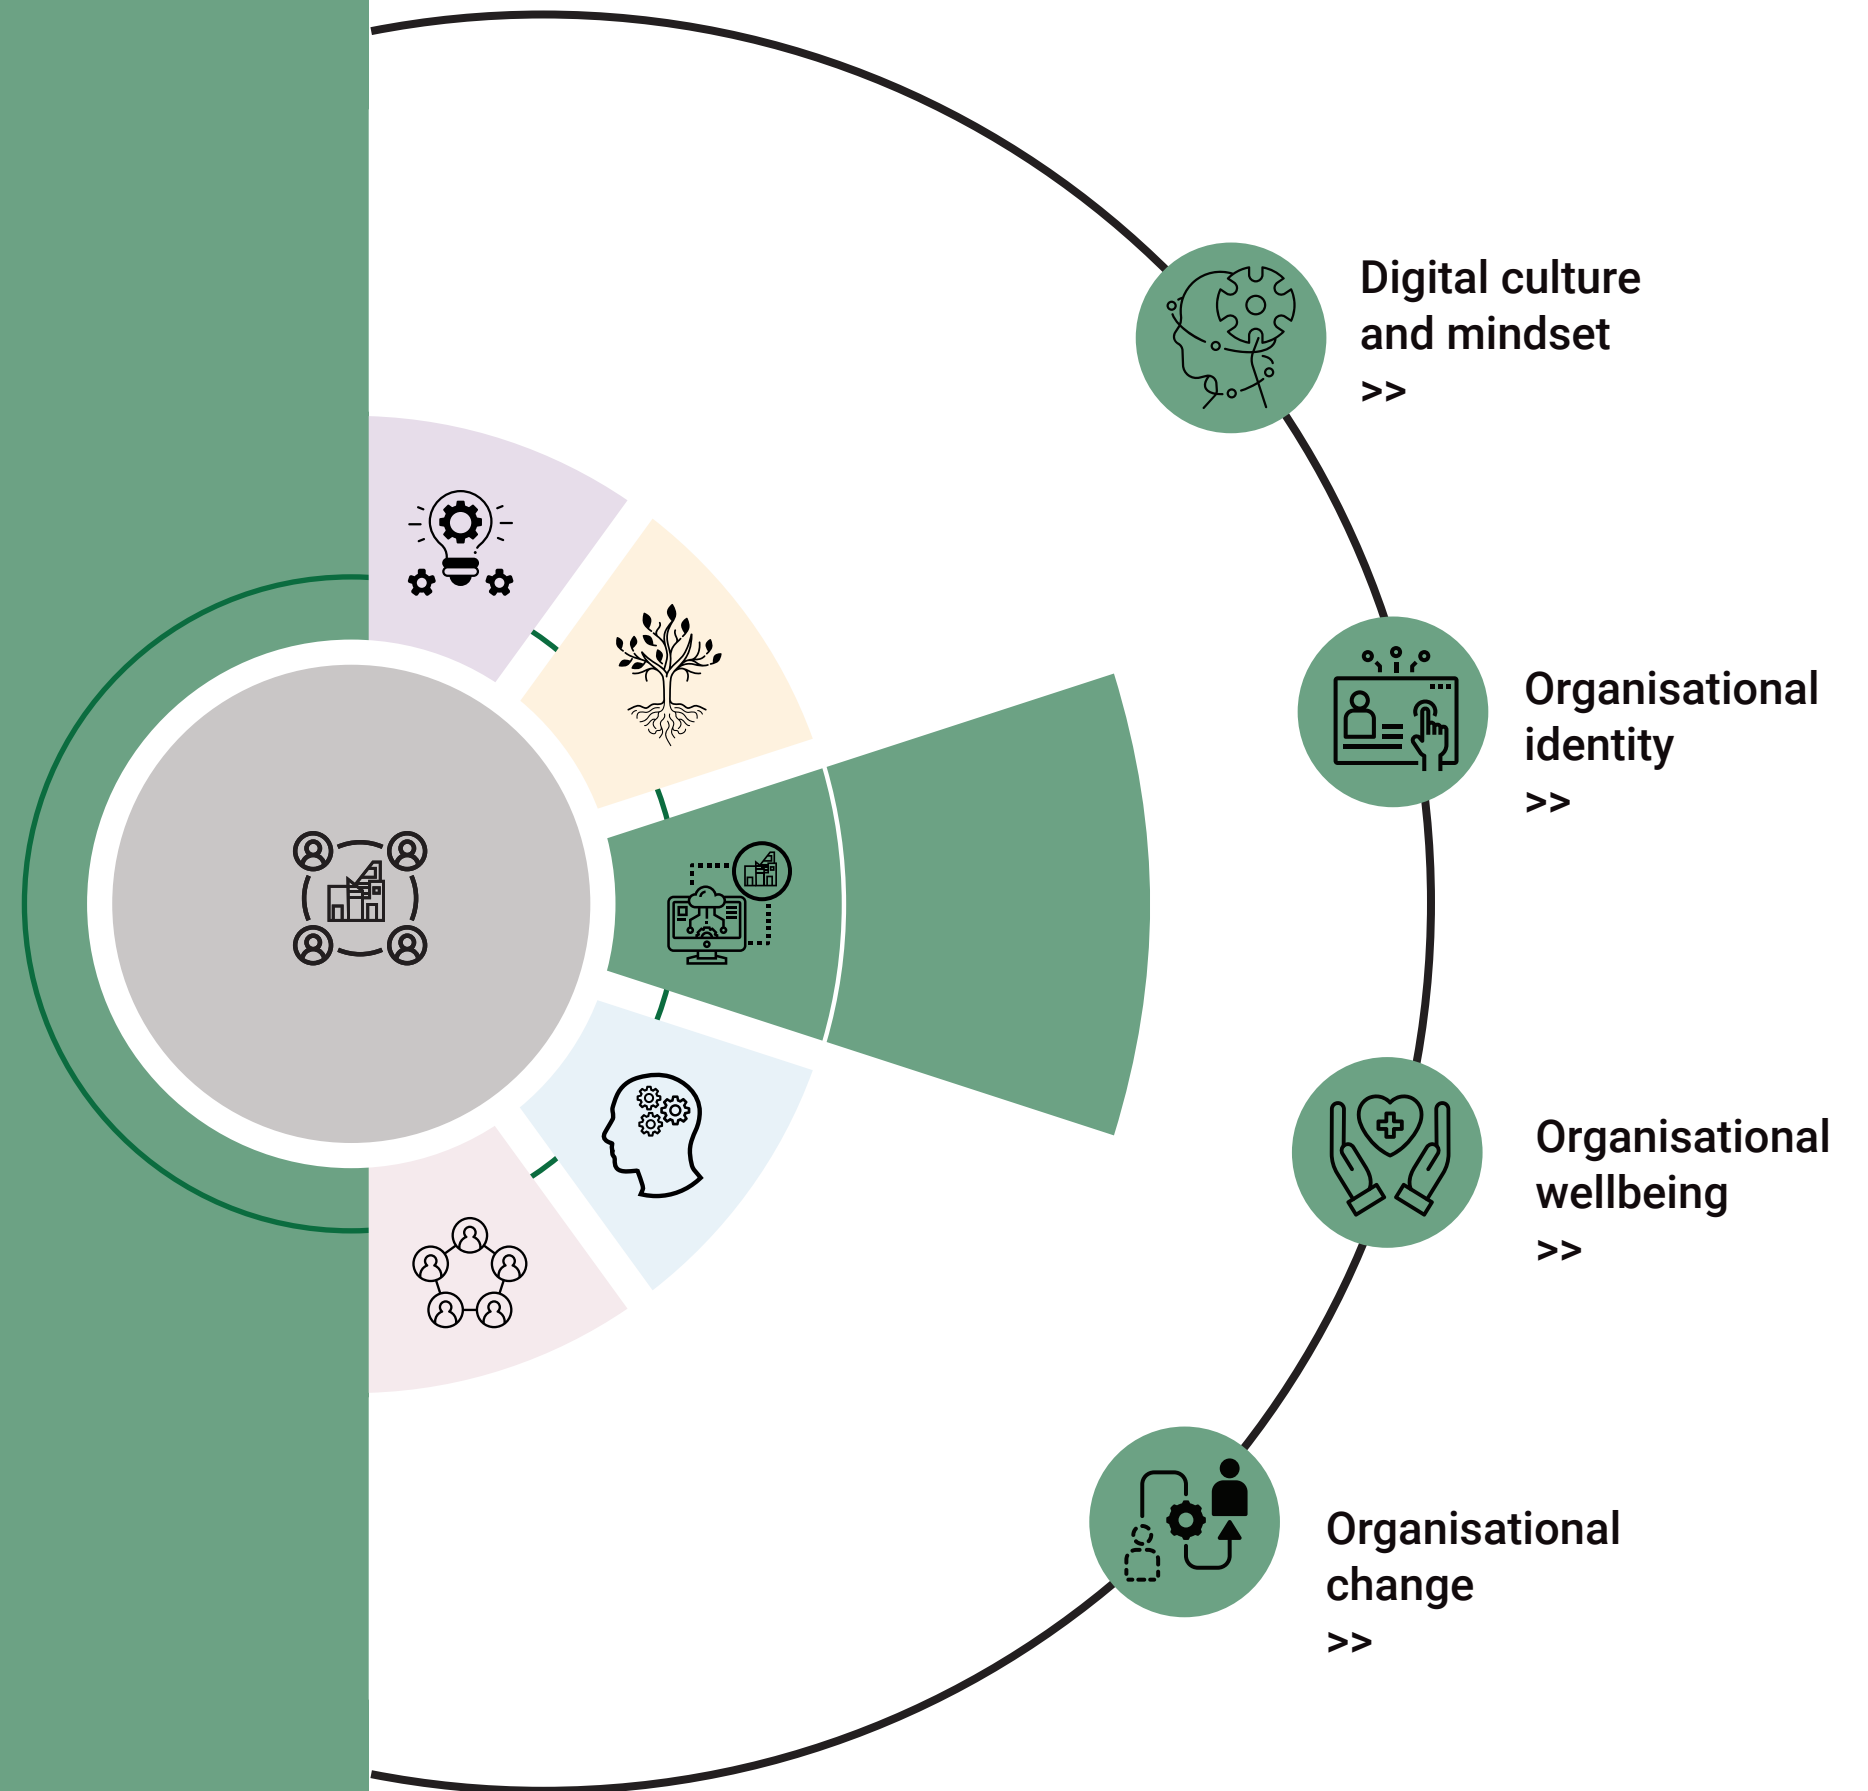 Digital culture
and mindset
>>
Organisational
identity
>>
Organisational
wellbeing
>>
Organisational
change
>>